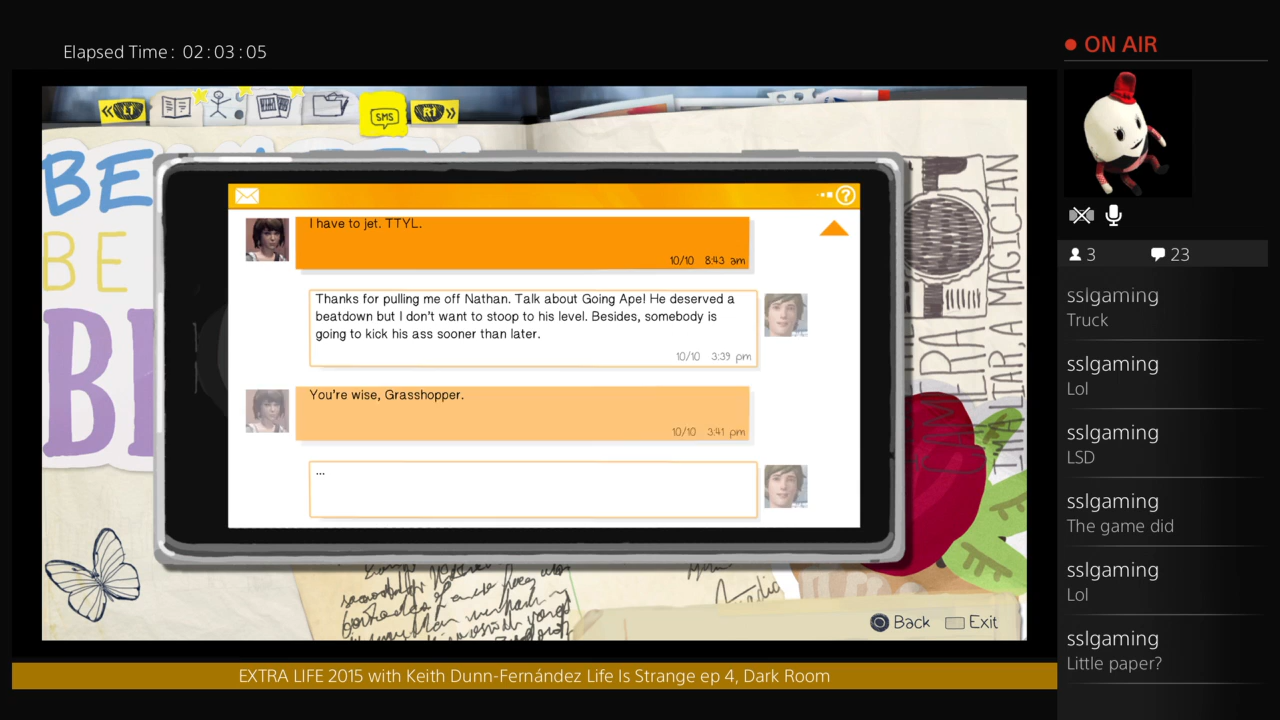 Elapsed Time: 02:03:05
ON AIR
LT
SMS
R1
BE
BE
I have to jet. TTYL.
10/10 8:43 am
Thanks for pulling me off Nathan. Talk about Going Ape! He deserved a
beatdown but I don't want to stoop to his level. Besides, somebody is
going to kick his ass sooner than later.
10/10 3:39 pm
You're wise, Grasshopper.
10/10 3:41 pm
...
MAGICIAN
LIAR, A
Back
Exit
3
23
sslgaming
Truck
sslgaming
Lol
sslgaming
LSD
sslgaming
The game did
sslgaming
Lol
sslgaming
Little paper?
EXTRA LIFE 2015 with Keith Dunn-Fernández Life Is Strange ep 4, Dark Room